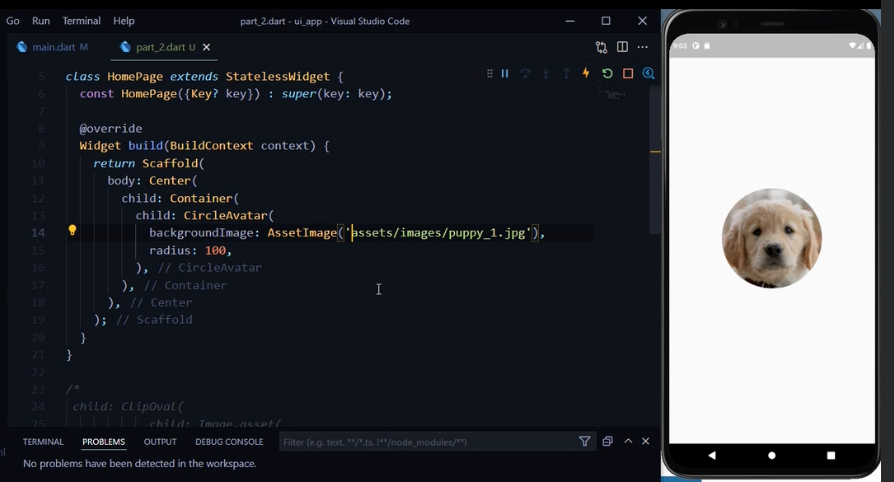 Go Run Terminal Help part_2.dart - ui_app - Visual Studio Code
main.dart M part_2.dart U
5 class HomePage extends StatelessWidget {
6 const HomePage({Key? key}) : super(key: key);
7
8 @override
9 Widget build(BuildContext context) {
10 return Scaffold(
11 body: Center(
12 child: Container(
13 child: CircleAvatar(
14 backgroundImage: AssetImage('assets/images/puppy_1.jpg'),
15 radius: 100,
16 ), // CircleAvatar
17 ), // Container
18 ), // Center
19 ); // Scaffold
20 }
21 }
22
23 /*
24 child: ClipOval(
25 child: Image.asset(
TERMINAL PROBLEMS OUTPUT DEBUG CONSOLE Filter (e.g. text, **/*.ts, !**/node_modules/**)
No problems have been detected in the workspace.
9:03